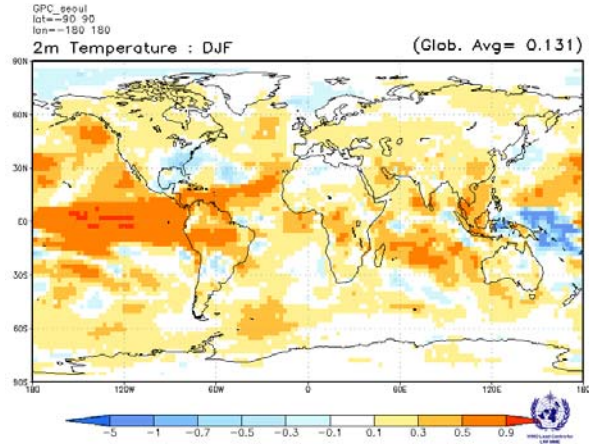 GPC_seoul
lat=-90 90
lon=-180 180
2m Temperature : DJF (Glob. Avg= 0.131)
90N
60N
30N
EQ
30S
60S
90S
180 120W 60W 0 60E 120E 180
-5 -1 -0.7 -0.5 -0.3 -0.1 0.1 0.3 0.5 0.9